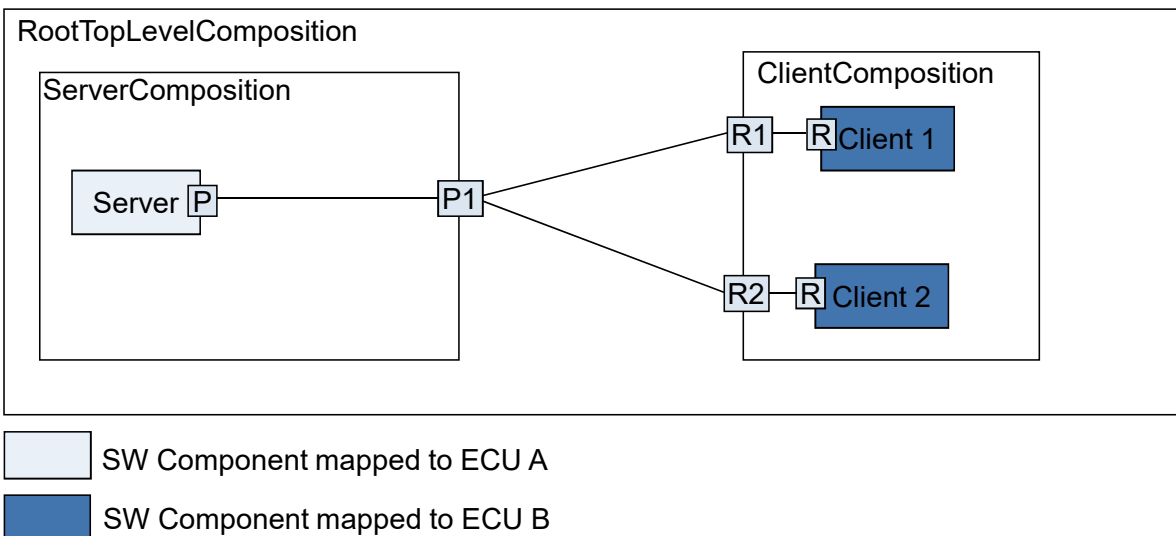 RootTopLevelComposition
ServerComposition
ClientComposition
R1
R
Client 1
Server
P
P1
R2
R
Client 2
SW Component mapped to ECU A
SW Component mapped to ECU B